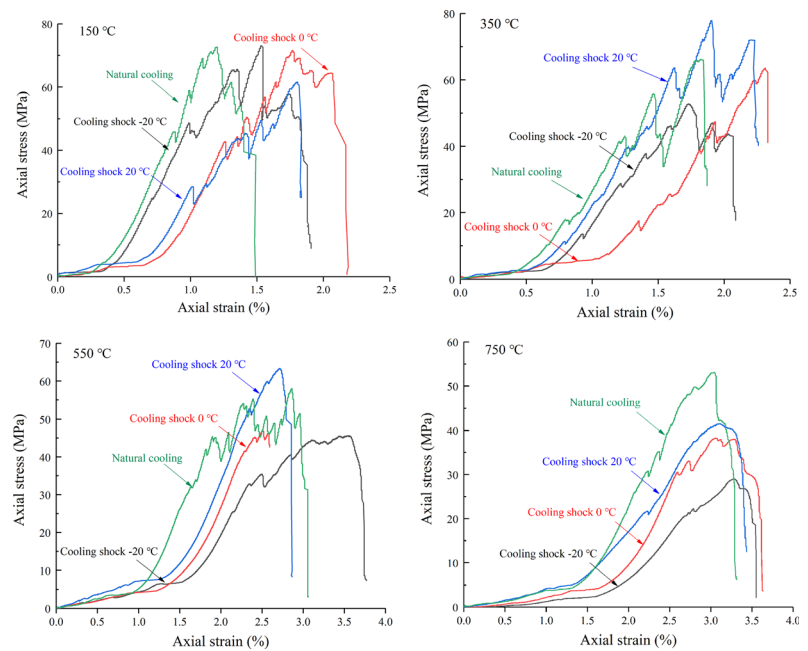 150 ℃
Cooling shock 0 ℃
Natural cooling
Cooling shock -20 ℃
Cooling shock 20 ℃
Axial stress (MPa)
80
60
40
20
0
0.0 0.5 1.0 1.5 2.0 2.5
Axial strain (%)
350 ℃
Cooling shock 20 ℃
Cooling shock -20 ℃
Natural cooling
Cooling shock 0 ℃
Axial stress (MPa)
80
60
40
20
0
0.0 0.5 1.0 1.5 2.0 2.5
Axial strain (%)
550 ℃
Cooling shock 20 ℃
Cooling shock 0 ℃
Natural cooling
Cooling shock -20 ℃
Axial stress (MPa)
70
60
50
40
30
20
10
0
0.0 0.5 1.0 1.5 2.0 2.5 3.0 3.5 4.0
Axial strain (%)
750 ℃
Natural cooling
Cooling shock 20 ℃
Cooling shock 0 ℃
Cooling shock -20 ℃
Axial stress (MPa)
60
50
40
30
20
10
0
0.0 0.5 1.0 1.5 2.0 2.5 3.0 3.5 4.0
Axial strain (%)